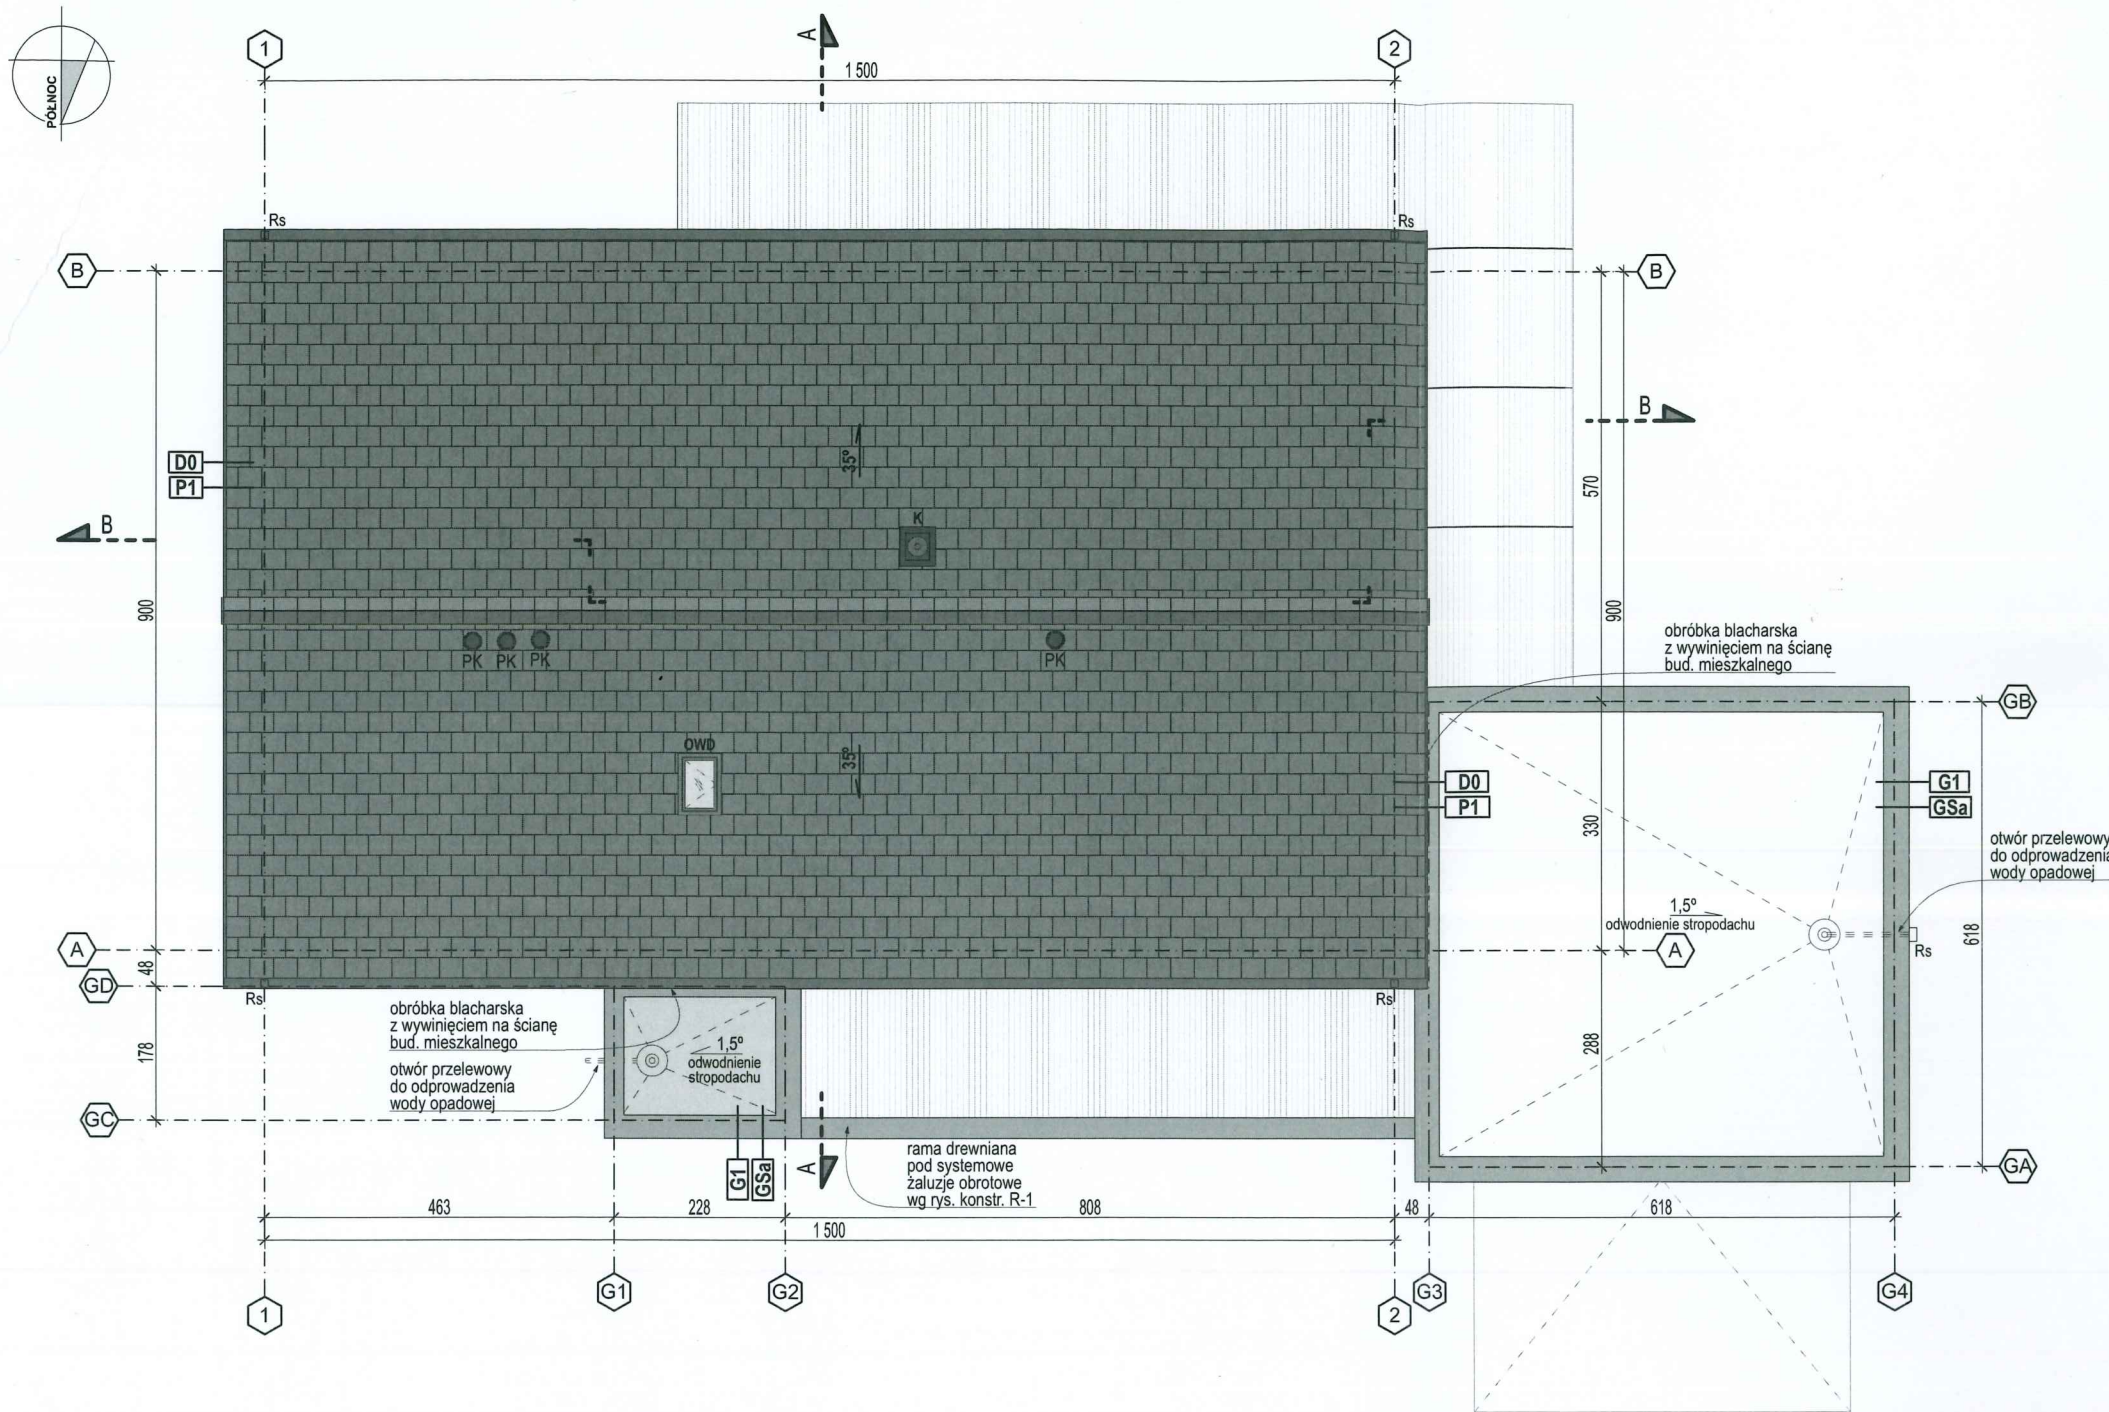 PÓŁNOC
1
A
2
1 500
Rs
Rs
B
B
B
D0
P1
35º
570
B
K
900
900
obróbka blacharska
z wywinięciem na ścianę
bud. mieszkalnego
PK
PK
PK
PK
GB
OWD
35º
D0
P1
G1
GSa
330
otwór przelewowy
do odprowadzenia
wody opadowej
1,5º
odwodnienie stropodachu
618
A
A
Rs
48
GD
Rs
Rs
obróbka blacharska
z wywinięciem na ścianę
bud. mieszkalnego
1,5º
odwodnienie
stropodachu
178
288
otwór przelewowy
do odprowadzenia
wody opadowej
GC
rama drewniana
pod systemowe
żaluzje obrotowe
wg rys. konstr. R-1
G1
GSa
A
GA
463
228
808
48
618
1 500
G1
G2
G3
G4
1
2